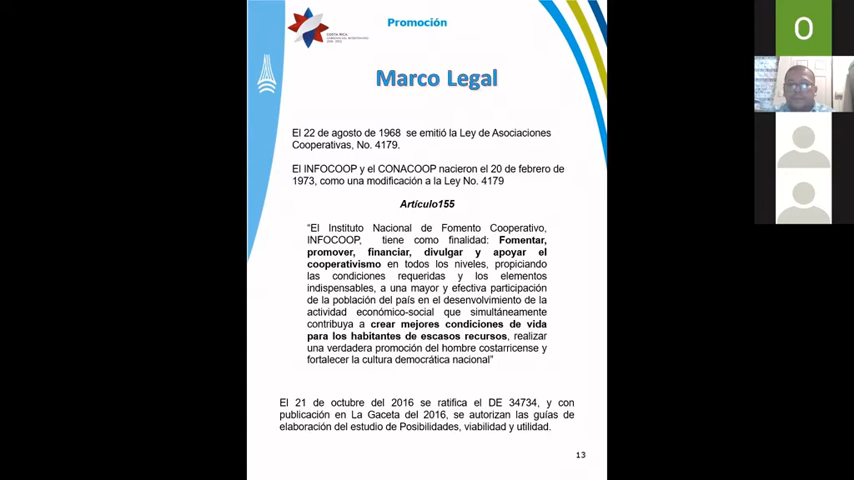 Promoción
COSTA RICA
Marco Legal
El 22 de agosto de 1968 se emitió la Ley de Asociaciones
Cooperativas, No. 4179.
El INFOCOOP y el CONACOOP nacieron el 20 de febrero de
1973, como una modificación a la Ley No. 4179
Artículo155
“El Instituto Nacional de Fomento Cooperativo,
INFOCOOP, tiene como finalidad: Fomentar,
promover, financiar, divulgar y apoyar el
cooperativismo en todos los niveles, propiciando
las condiciones requeridas y los elementos
indispensables, a una mayor y efectiva participación
de la población del país en el desenvolvimiento de la
actividad económico-social que simultáneamente
contribuya a crear mejores condiciones de vida
para los habitantes de escasos recursos, realizar
una verdadera promoción del hombre costarricense y
fortalecer la cultura democrática nacional”
El 21 de octubre del 2016 se ratifica el DE 34734, y con
publicación en La Gaceta del 2016, se autorizan las guías de
elaboración del estudio de Posibilidades, viabilidad y utilidad.
13
O